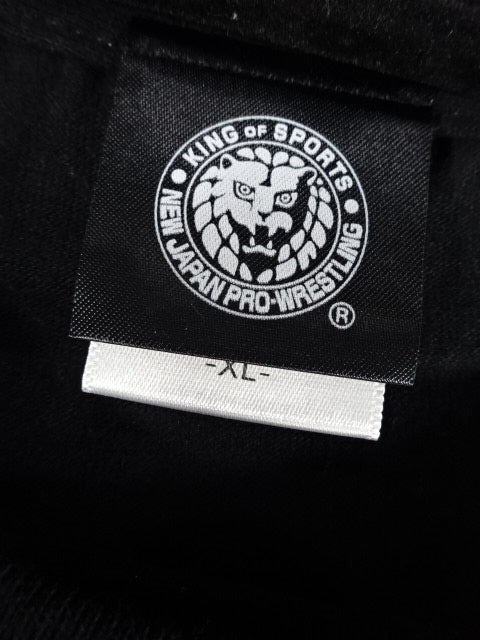 KING OF SPORTS
NEW JAPAN PRO-WRESTLING
®
-XL-